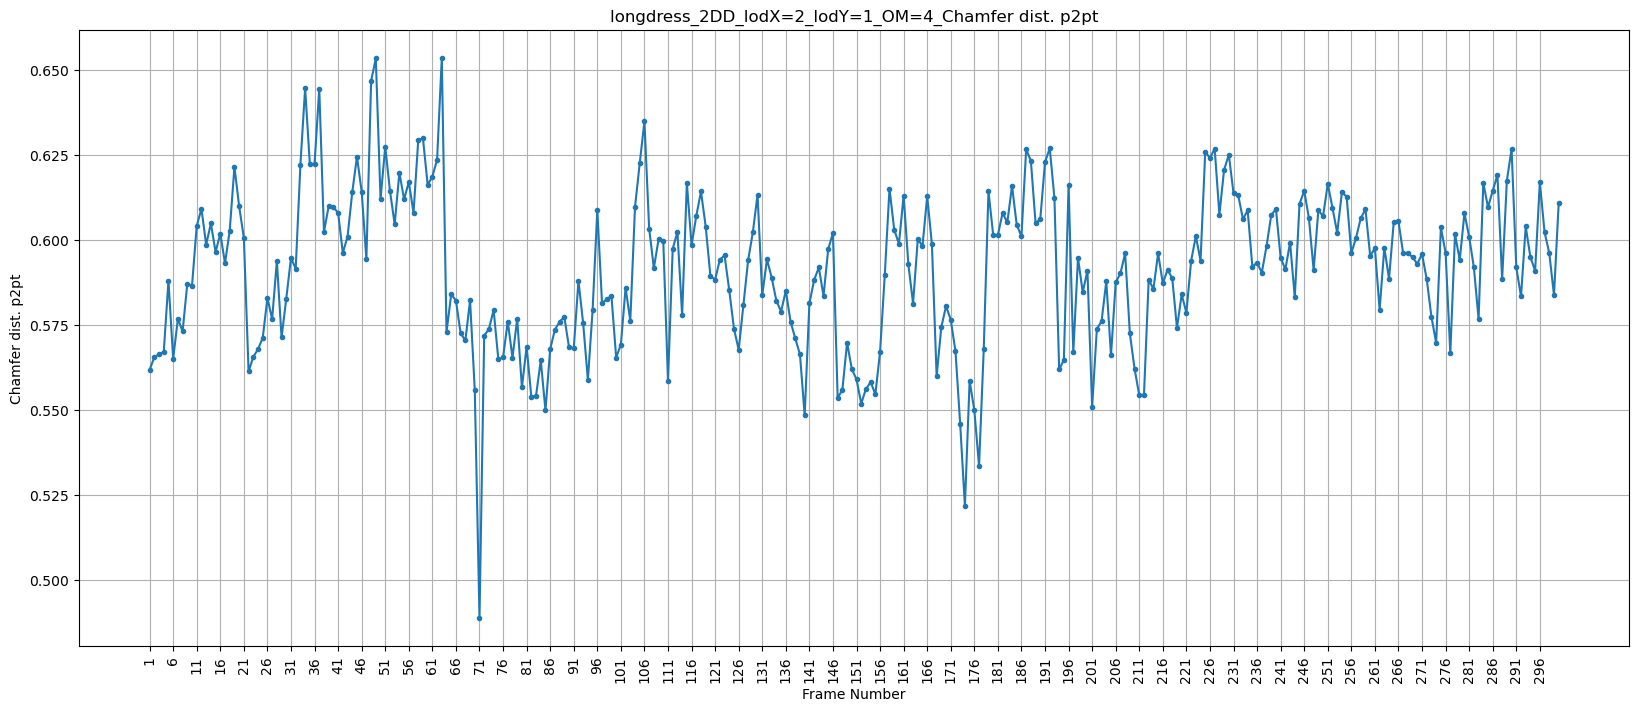 longdress_2DD_lodX=2_lodY=1_OM=4_Chamfer dist. p2pt
Chamfer dist. p2pt
0.650
0.625
0.600
0.575
0.550
0.525
0.500
1 6 11 16 21 26 31 36 41 46 51 56 61 66 71 76 81 86 91 96 101 106 111 116 121 126 131 136 141 146 151 156 161 166 171 176 181 186 191 196 201 206 211 216 221 226 231 236 241 246 251 256 261 266 271 276 281 286 291 296
Frame Number